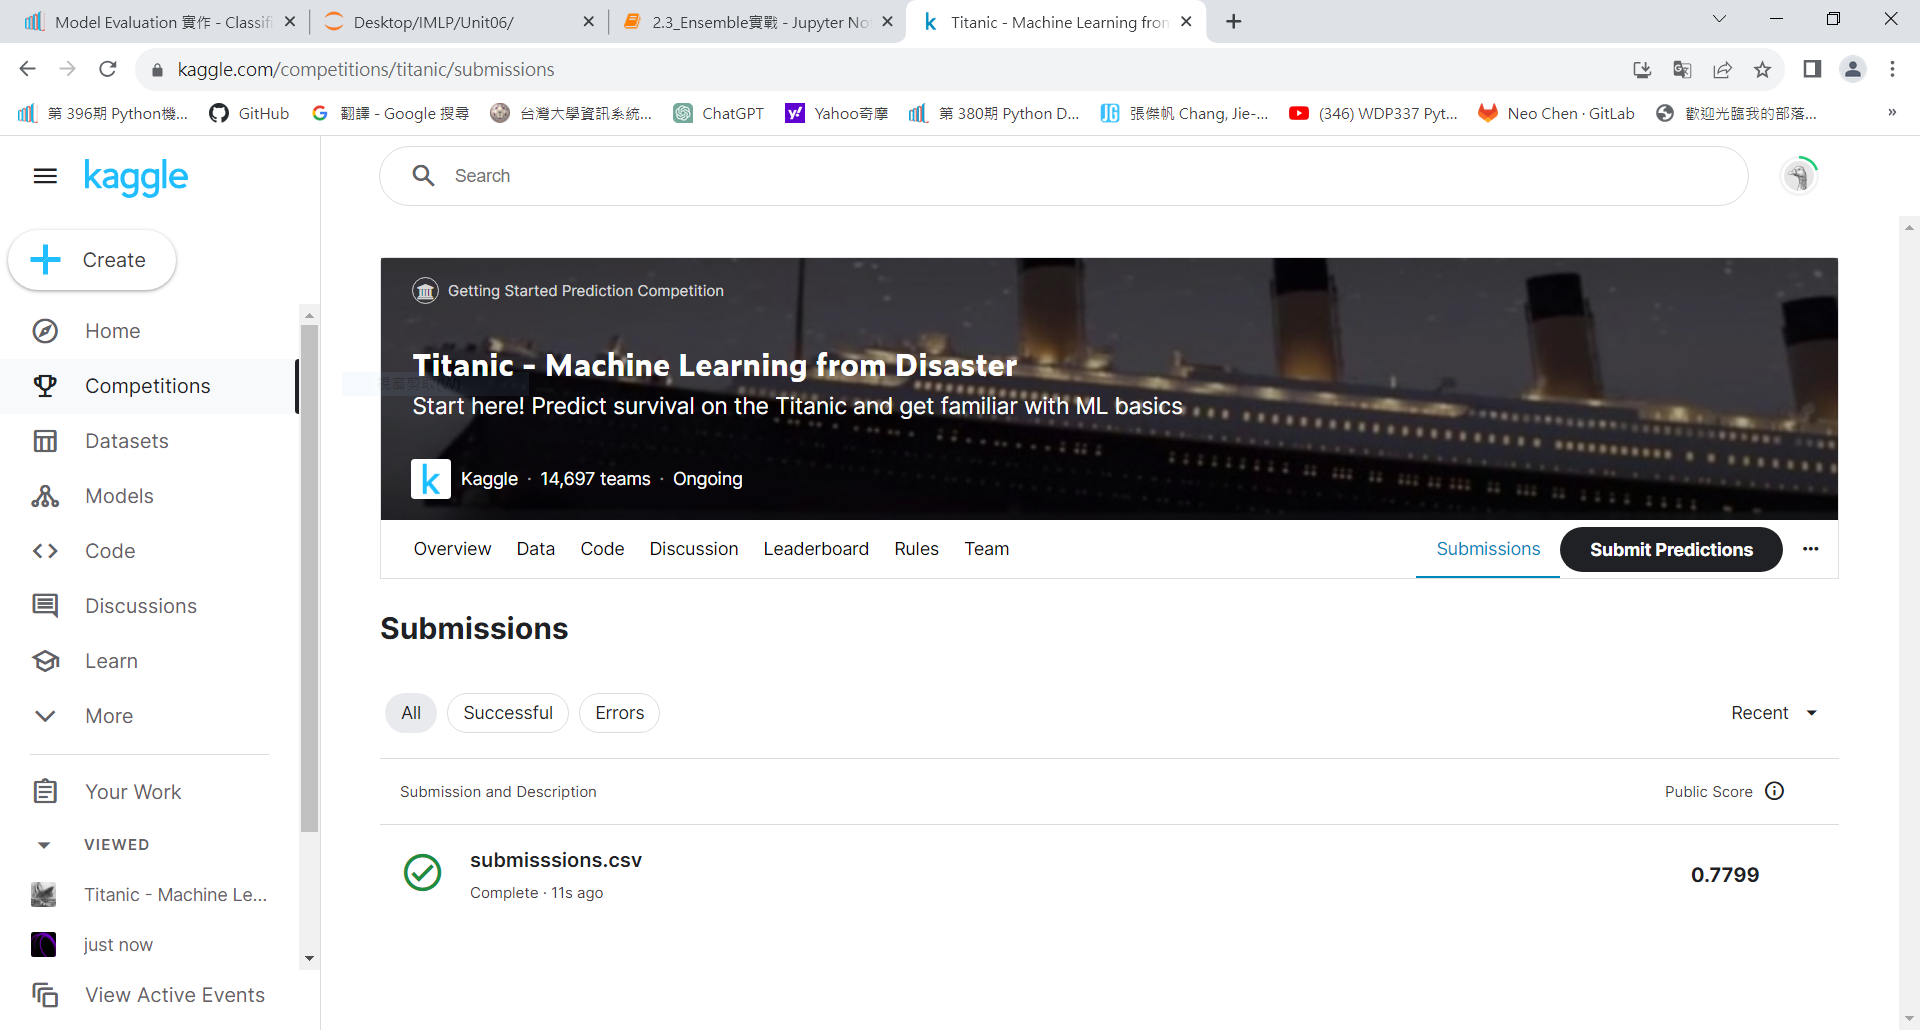 Model Evaluation 實作 - Classifi
Desktop/IMLP/Unit06/
2.3_Ensemble實戰 - Jupyter No
Titanic - Machine Learning from
kaggle.com/competitions/titanic/submissions
第 396期 Python機...
GitHub
翻譯 - Google 搜尋
台灣大學資訊系統...
ChatGPT
Yahoo奇摩
第 380期 Python D...
張傑帆 Chang, Jie-...
(346) WDP337 Pyt...
Neo Chen · GitLab
歡迎光臨我的部落...
»
kaggle
Search
Create
Home
Competitions
Datasets
Models
Code
Discussions
Learn
More
Your Work
VIEWED
Titanic - Machine Le...
just now
View Active Events
Getting Started Prediction Competition
Titanic - Machine Learning from Disaster
Start here! Predict survival on the Titanic and get familiar with ML basics
k
Kaggle · 14,697 teams · Ongoing
Overview
Data
Code
Discussion
Leaderboard
Rules
Team
Submissions
Submit Predictions
Submissions
All
Successful
Errors
Recent
Submission and Description
Public Score
submisssions.csv
0.7799
Complete · 11s ago